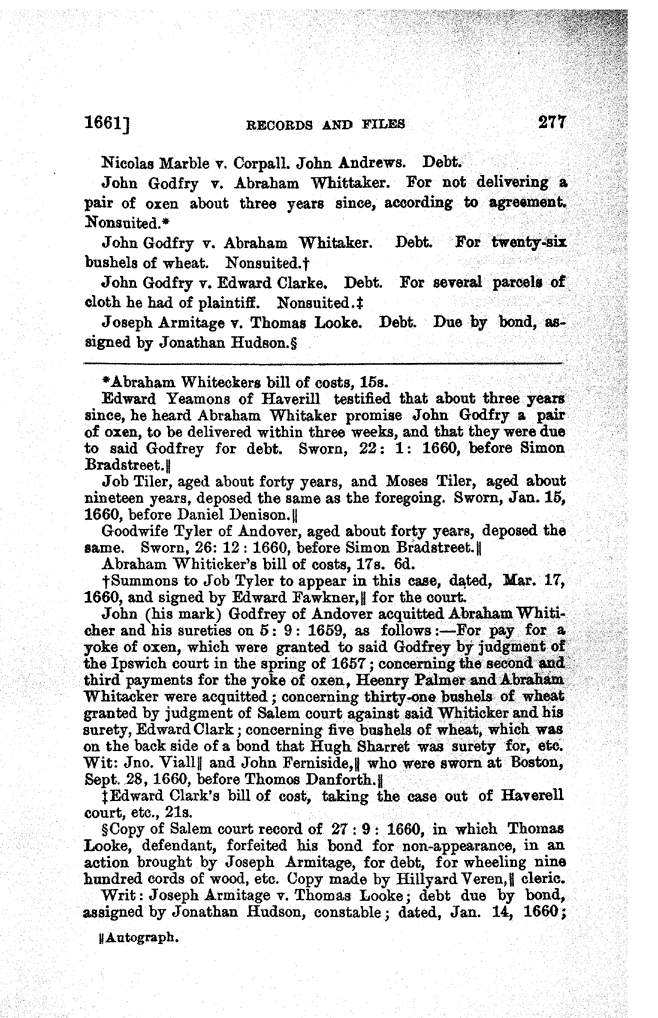 1661] RECORDS AND FILES 277
Nicolas Marble v. Corpall. John Andrews. Debt.
John Godfry v. Abraham Whittaker. For not delivering a
pair of oxen about three years since, according to agreement.
Nonsuited.*
John Godfry v. Abraham Whitaker. Debt. For twenty-six
bushels of wheat. Nonsuited.†
John Godfry v. Edward Clarke. Debt. For several parcels of
cloth he had of plaintiff. Nonsuited.‡
Joseph Armitage v. Thomas Looke. Debt. Due by bond, as-
signed by Jonathan Hudson.§
*Abraham Whiteckers bill of costs, 15s.
Edward Yeamons of Haverill testified that about three years
since, he heard Abraham Whitaker promise John Godfry a pair
of oxen, to be delivered within three weeks, and that they were due
to said Godfrey for debt. Sworn, 22: 1: 1660, before Simon
Bradstreet.‖
Job Tiler, aged about forty years, and Moses Tiler, aged about
nineteen years, deposed the same as the foregoing. Sworn, Jan. 15,
1660, before Daniel Denison.‖
Goodwife Tyler of Andover, aged about forty years, deposed the
same. Sworn, 26: 12 : 1660, before Simon Bradstreet.‖
Abraham Whiticker's bill of costs, 17s. 6d.
†Summons to Job Tyler to appear in this case, dated, Mar. 17,
1660, and signed by Edward Fawkner,‖ for the court.
John (his mark) Godfrey of Andover acquitted Abraham Whiti-
cher and his sureties on 5: 9: 1659, as follows:—For pay for a
yoke of oxen, which were granted to said Godfrey by judgment of
the Ipswich court in the spring of 1657; concerning the second and
third payments for the yoke of oxen, Heenry Palmer and Abraham
Whitacker were acquitted; concerning thirty-one bushels of wheat
granted by judgment of Salem court against said Whiticker and his
surety, Edward Clark; concerning five bushels of wheat, which was
on the back side of a bond that Hugh Sharret was surety for, etc.
Wit: Jno. Viall‖ and John Ferniside,‖ who were sworn at Boston,
Sept. 28, 1660, before Thomos Danforth.‖
‡Edward Clark's bill of cost, taking the case out of Haverell
court, etc., 21s.
§Copy of Salem court record of 27 : 9 : 1660, in which Thomas
Looke, defendant, forfeited his bond for non-appearance, in an
action brought by Joseph Armitage, for debt, for wheeling nine
hundred cords of wood, etc. Copy made by Hillyard Veren,‖ cleric.
Writ: Joseph Armitage v. Thomas Looke; debt due by bond,
assigned by Jonathan Hudson, constable; dated, Jan. 14, 1660;
‖Autograph.